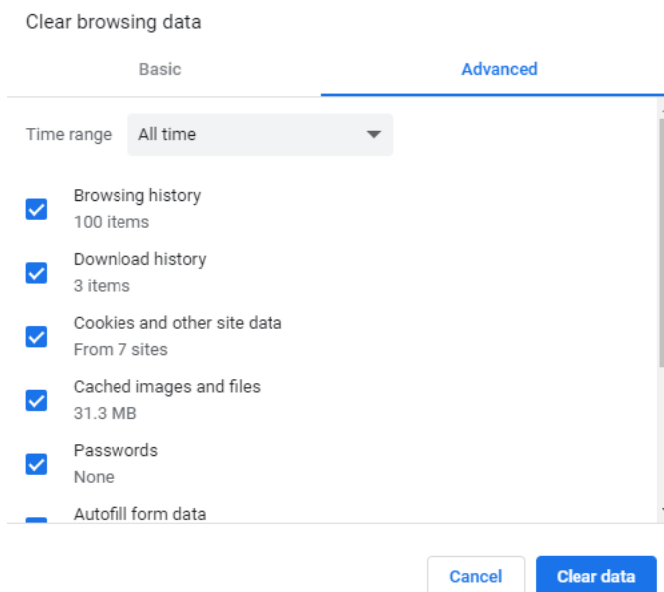 Clear browsing data
Basic
Advanced
Time range
All time
Browsing history
100 items
Download history
3 items
Cookies and other site data
From 7 sites
Cached images and files
31.3 MB
Passwords
None
Autofill form data
Cancel
Clear data